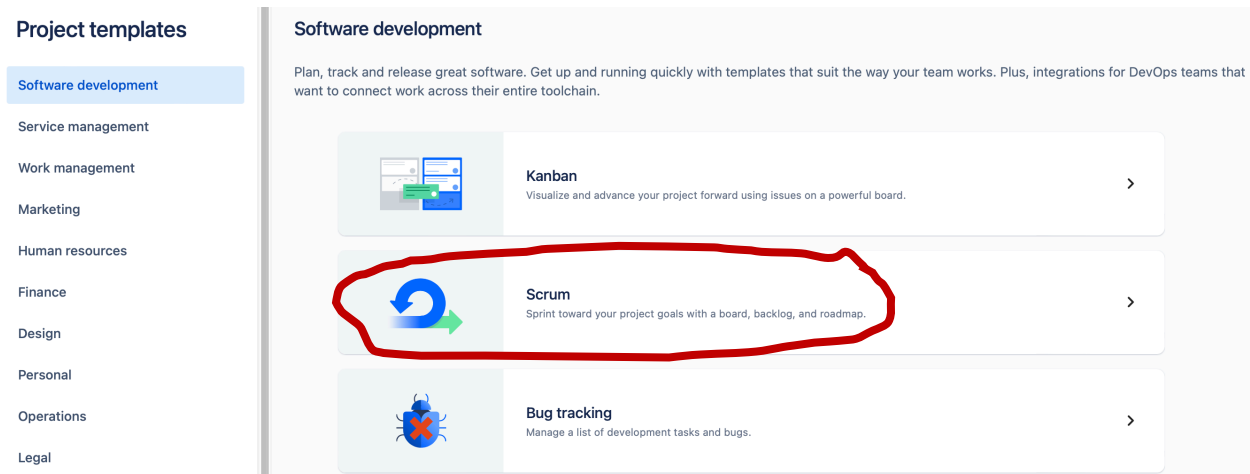 Project templates
Software development
Service management
Work management
Marketing
Human resources
Finance
Design
Personal
Operations
Legal
Software development
Plan, track and release great software. Get up and running quickly with templates that suit the way your team works. Plus, integrations for DevOps teams that
want to connect work across their entire toolchain.
Kanban
Visualize and advance your project forward using issues on a powerful board.
Scrum
Sprint toward your project goals with a board, backlog, and roadmap.
Bug tracking
Manage a list of development tasks and bugs.